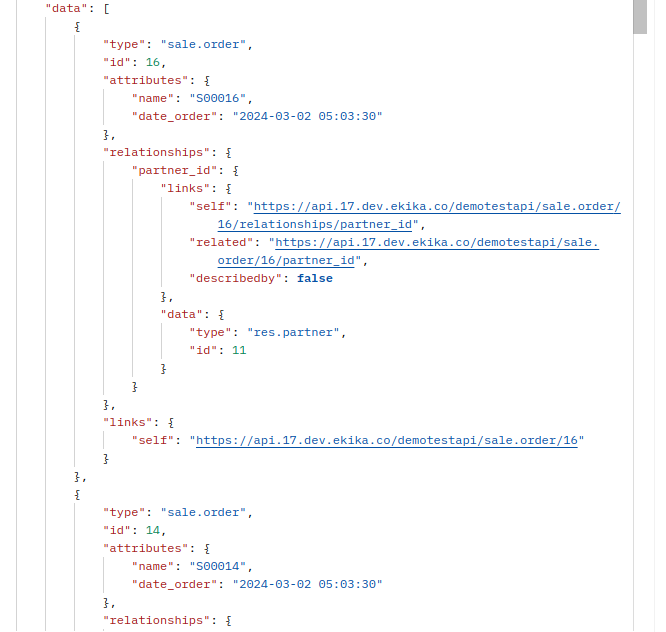 "data": [
{
"type": "sale.order",
"id": 16,
"attributes": {
"name": "S00016",
"date_order": "2024-03-02 05:03:30"
},
"relationships": {
"partner_id": {
"links": {
"self": "https://api.17.dev.ekika.co/demotestapi/sale.order/
16/relationships/partner_id",
"related": "https://api.17.dev.ekika.co/demotestapi/sale.
order/16/partner_id",
"describedby": false
},
"data": {
"type": "res.partner",
"id": 11
}
}
},
"links": {
"self": "https://api.17.dev.ekika.co/demotestapi/sale.order/16"
}
},
{
"type": "sale.order",
"id": 14,
"attributes": {
"name": "S00014",
"date_order": "2024-03-02 05:03:30"
},
"relationships": {